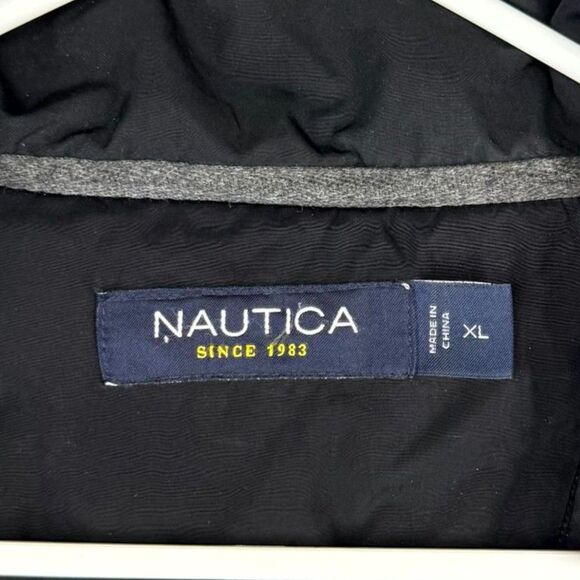 NAUTICA
SINCE 1983
MADE IN
CHINA
XL